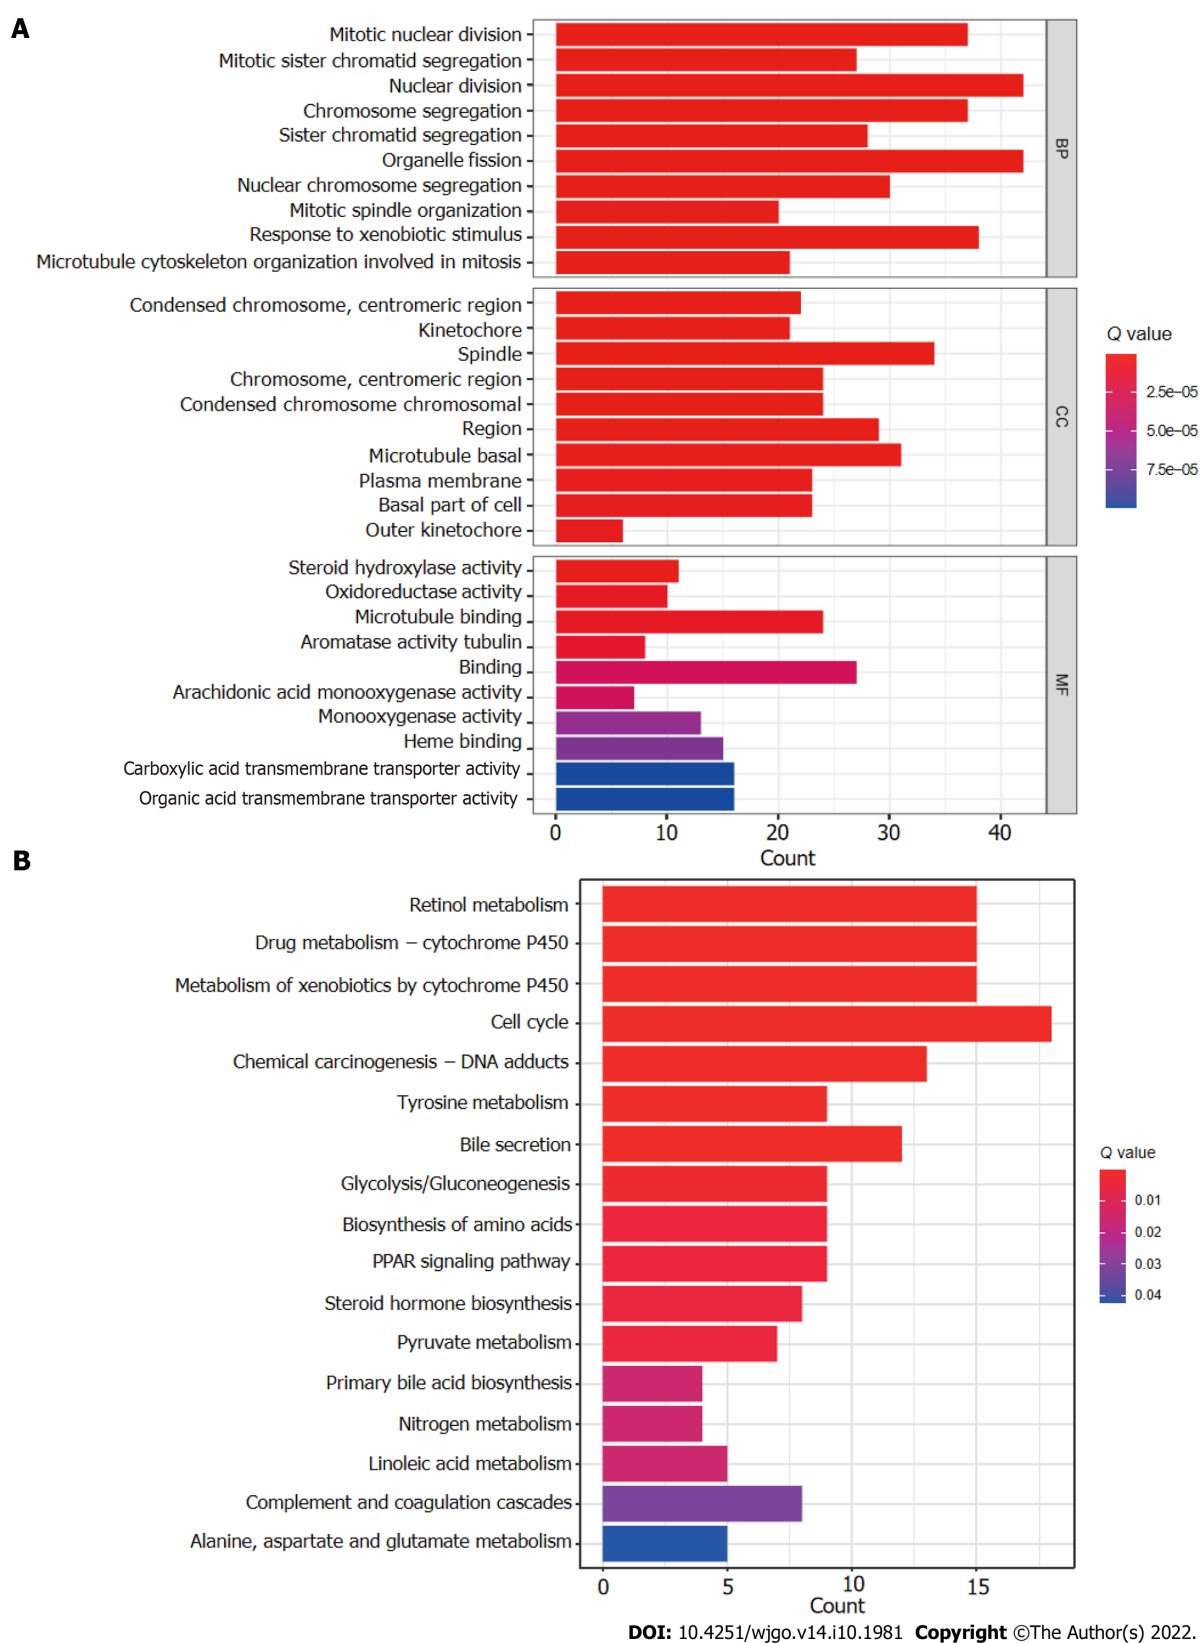 A
Mitotic nuclear division
Mitotic sister chromatid segregation
Nuclear division
Chromosome segregation
Sister chromatid segregation
Organelle fission
Nuclear chromosome segregation
Mitotic spindle organization
Response to xenobiotic stimulus
Microtubule cytoskeleton organization involved in mitosis
BP
Condensed chromosome, centromeric region
Kinetochore
Spindle
Chromosome, centromeric region
Condensed chromosome chromosomal
Region
Microtubule basal
Plasma membrane
Basal part of cell
Outer kinetochore
CC
Steroid hydroxylase activity
Oxidoreductase activity
Microtubule binding
Aromatase activity tubulin
Binding
Arachidonic acid monooxygenase activity
Monooxygenase activity
Heme binding
Carboxylic acid transmembrane transporter activity
Organic acid transmembrane transporter activity
MF
0 10 20 30 40
Count
Q value
2.5e−05
5.0e−05
7.5e−05
B
Retinol metabolism
Drug metabolism − cytochrome P450
Metabolism of xenobiotics by cytochrome P450
Cell cycle
Chemical carcinogenesis − DNA adducts
Tyrosine metabolism
Bile secretion
Glycolysis/Gluconeogenesis
Biosynthesis of amino acids
PPAR signaling pathway
Steroid hormone biosynthesis
Pyruvate metabolism
Primary bile acid biosynthesis
Nitrogen metabolism
Linoleic acid metabolism
Complement and coagulation cascades
Alanine, aspartate and glutamate metabolism
0 5 10 15
Count
Q value
0.01
0.02
0.03
0.04
DOI: 10.4251/wjgo.v14.i10.1981 Copyright ©The Author(s) 2022.